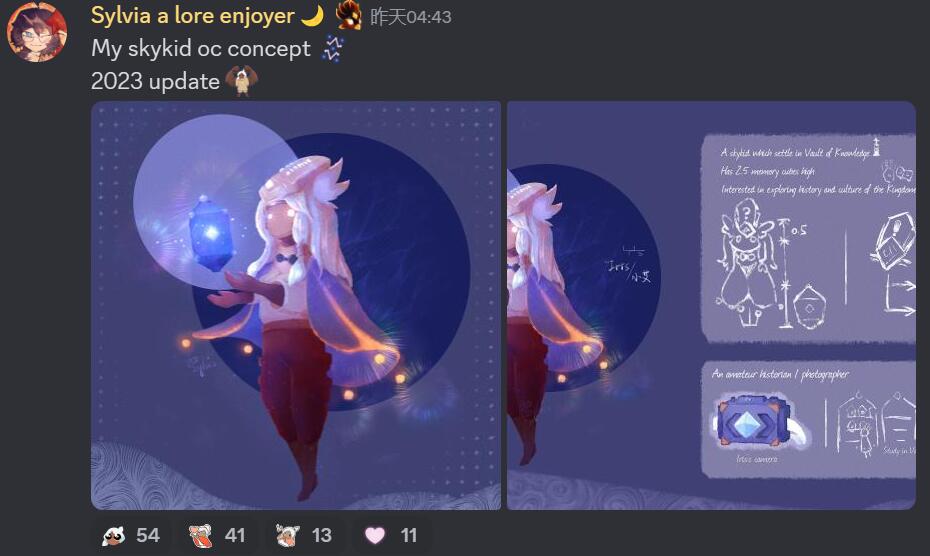 Sylvia a lore enjoyer 昨天04:43
My skykid oc concept
2023 update
A skykid which settle in Vault of Knowledge
Has 2.5 memory cubes high
Interested in exploring history and culture of the Kingdom
0.5
小艾
An amateur historian / photographer
Iris's camera
Study in
54 41 13 11